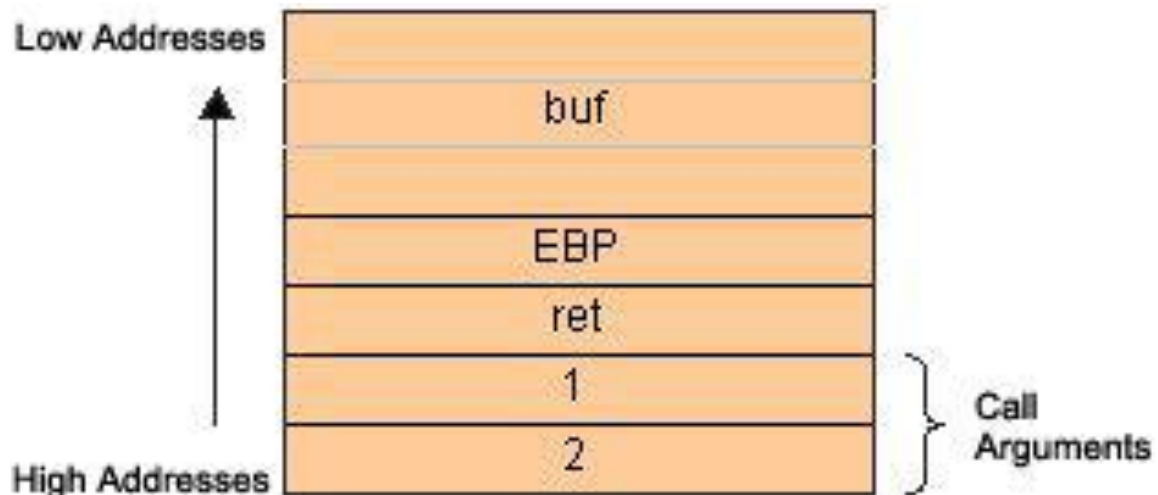 Low Addresses
buf
EBP
ret
1
Call
Arguments
2
High Addresses